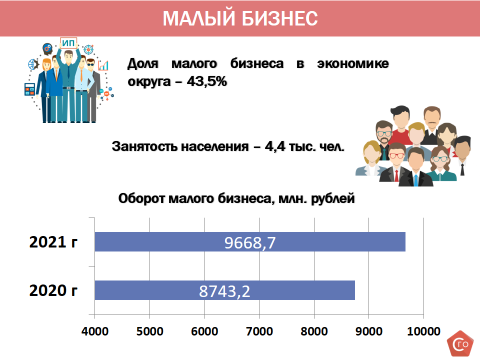 МАЛЫЙ БИЗНЕС
ИП
Доля малого бизнеса в экономике
округа – 43,5%
Занятость населения – 4,4 тыс. чел.
Оборот малого бизнеса, млн. рублей
2021 г
9668,7
2020 г
8743,2
4000 5000 6000 7000 8000 9000 10000
СГО